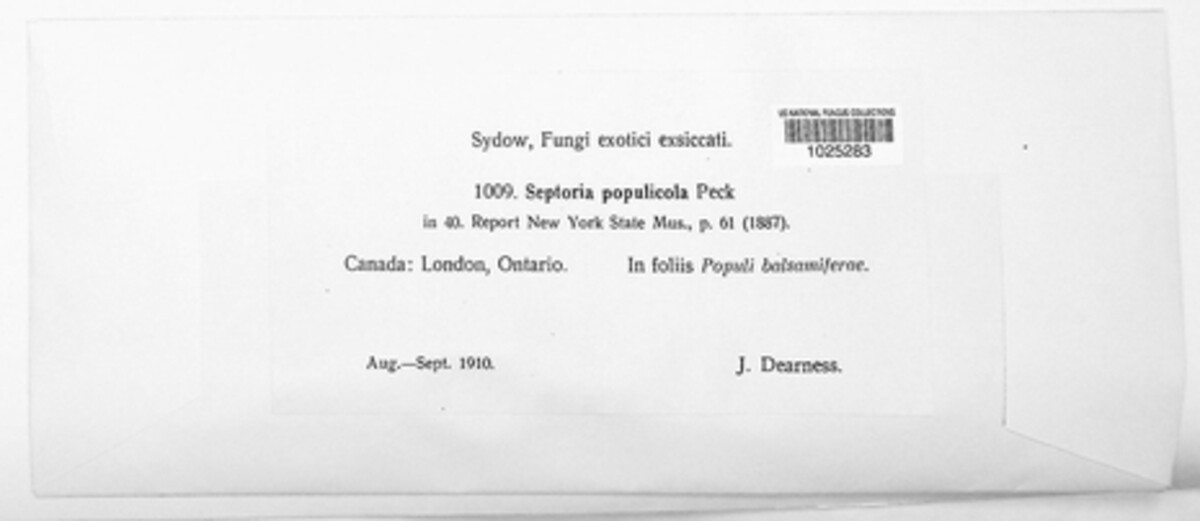 US NATIONAL FUNGUS COLLECTIONS
1025283
Sydow, Fungi exotici exsiccati.
1009. Septoria populicola Peck
in 40. Report New York State Mus., p. 61 (1887).
Canada: London, Ontario. In foliis Populi balsamiferae.
Aug.—Sept. 1910. J. Dearness.